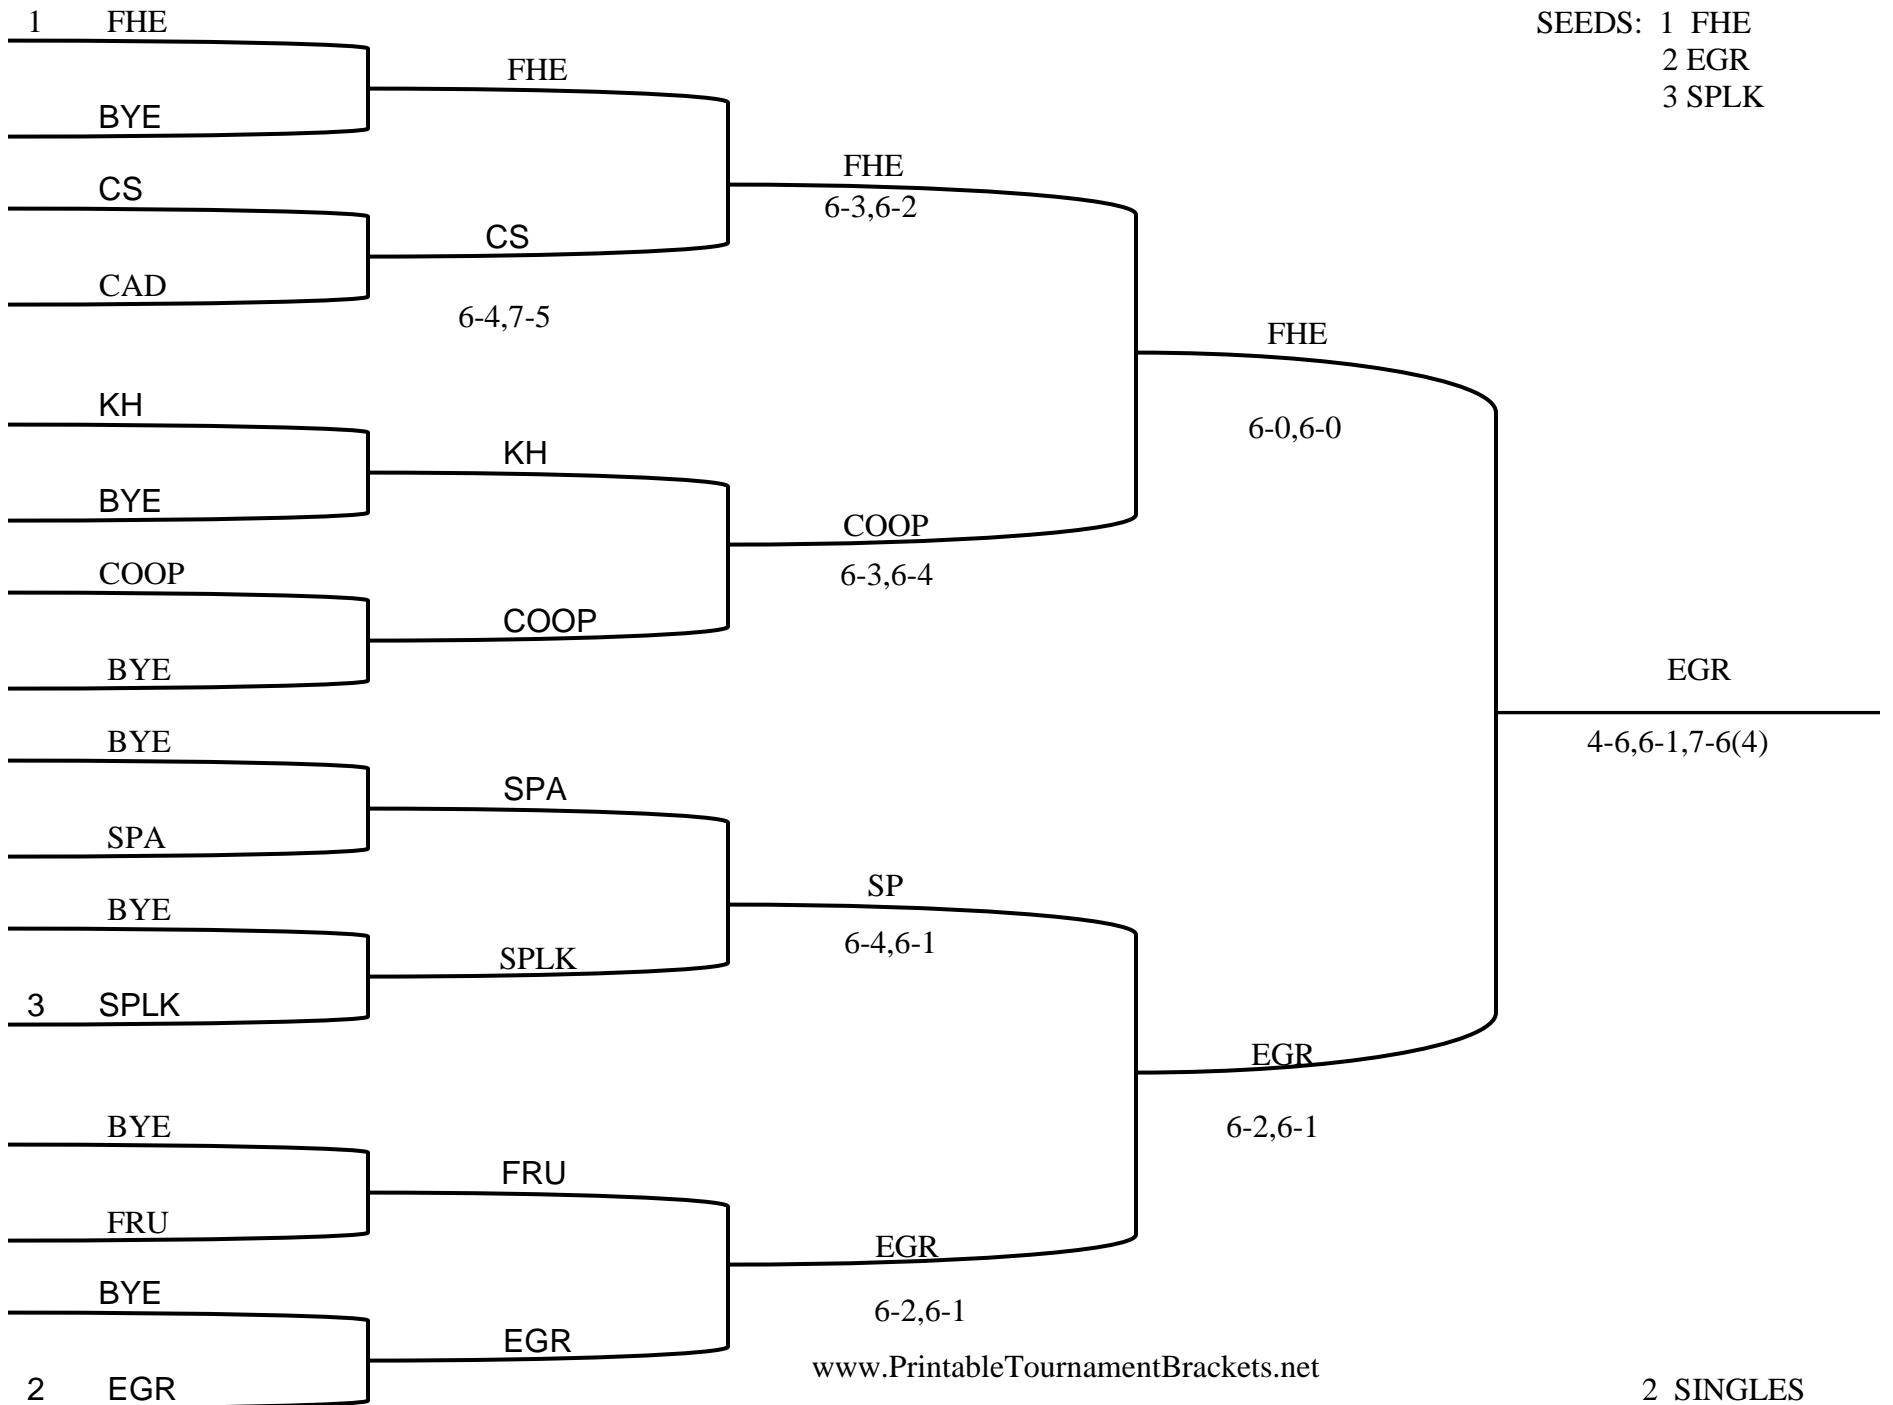 1 FHE
SEEDS: 1 FHE
2 EGR
3 SPLK
FHE
BYE
FHE
6-3,6-2
CS
CS
CAD
6-4,7-5
FHE
6-0,6-0
KH
KH
BYE
COOP
6-3,6-4
COOP
COOP
BYE
EGR
4-6,6-1,7-6(4)
BYE
SPA
SPA
SP
6-4,6-1
BYE
SPLK
3 SPLK
EGR
6-2,6-1
BYE
FRU
FRU
EGR
6-2,6-1
BYE
EGR
2 EGR
www.PrintableTournamentBrackets.net
2 SINGLES